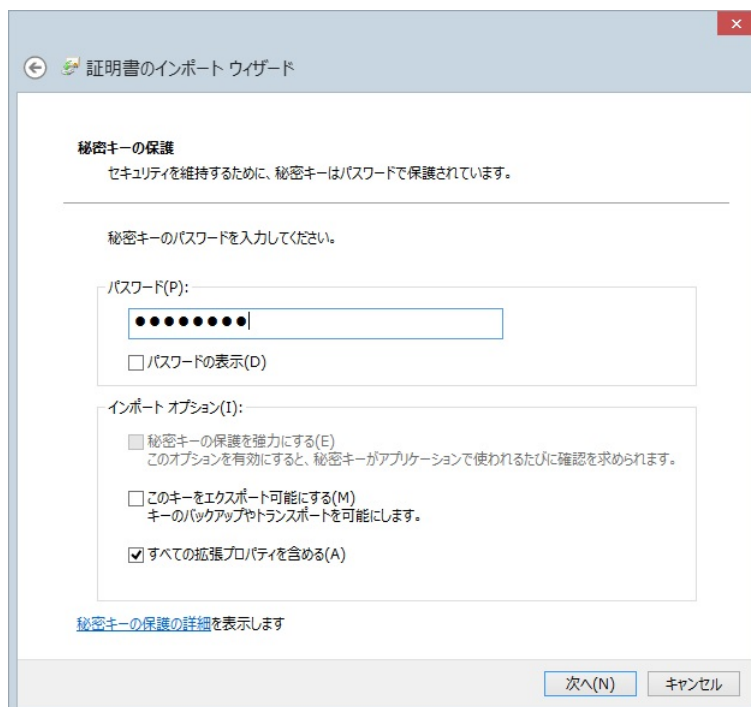 証明書のインポート ウィザード
秘密キーの保護
セキュリティを維持するために、秘密キーはパスワードで保護されています。
秘密キーのパスワードを入力してください。
パスワード(P):
●●●●●●●●
パスワードの表示(D)
インポート オプション(I):
秘密キーの保護を強力にする(E)
このオプションを有効にすると、秘密キーがアプリケーションで使われるたびに確認を求められます。
このキーをエクスポート可能にする(M)
キーのバックアップやトランスポートを可能にします。
すべての拡張プロパティを含める(A)
秘密キーの保護の詳細を表示します
次へ(N)
キャンセル